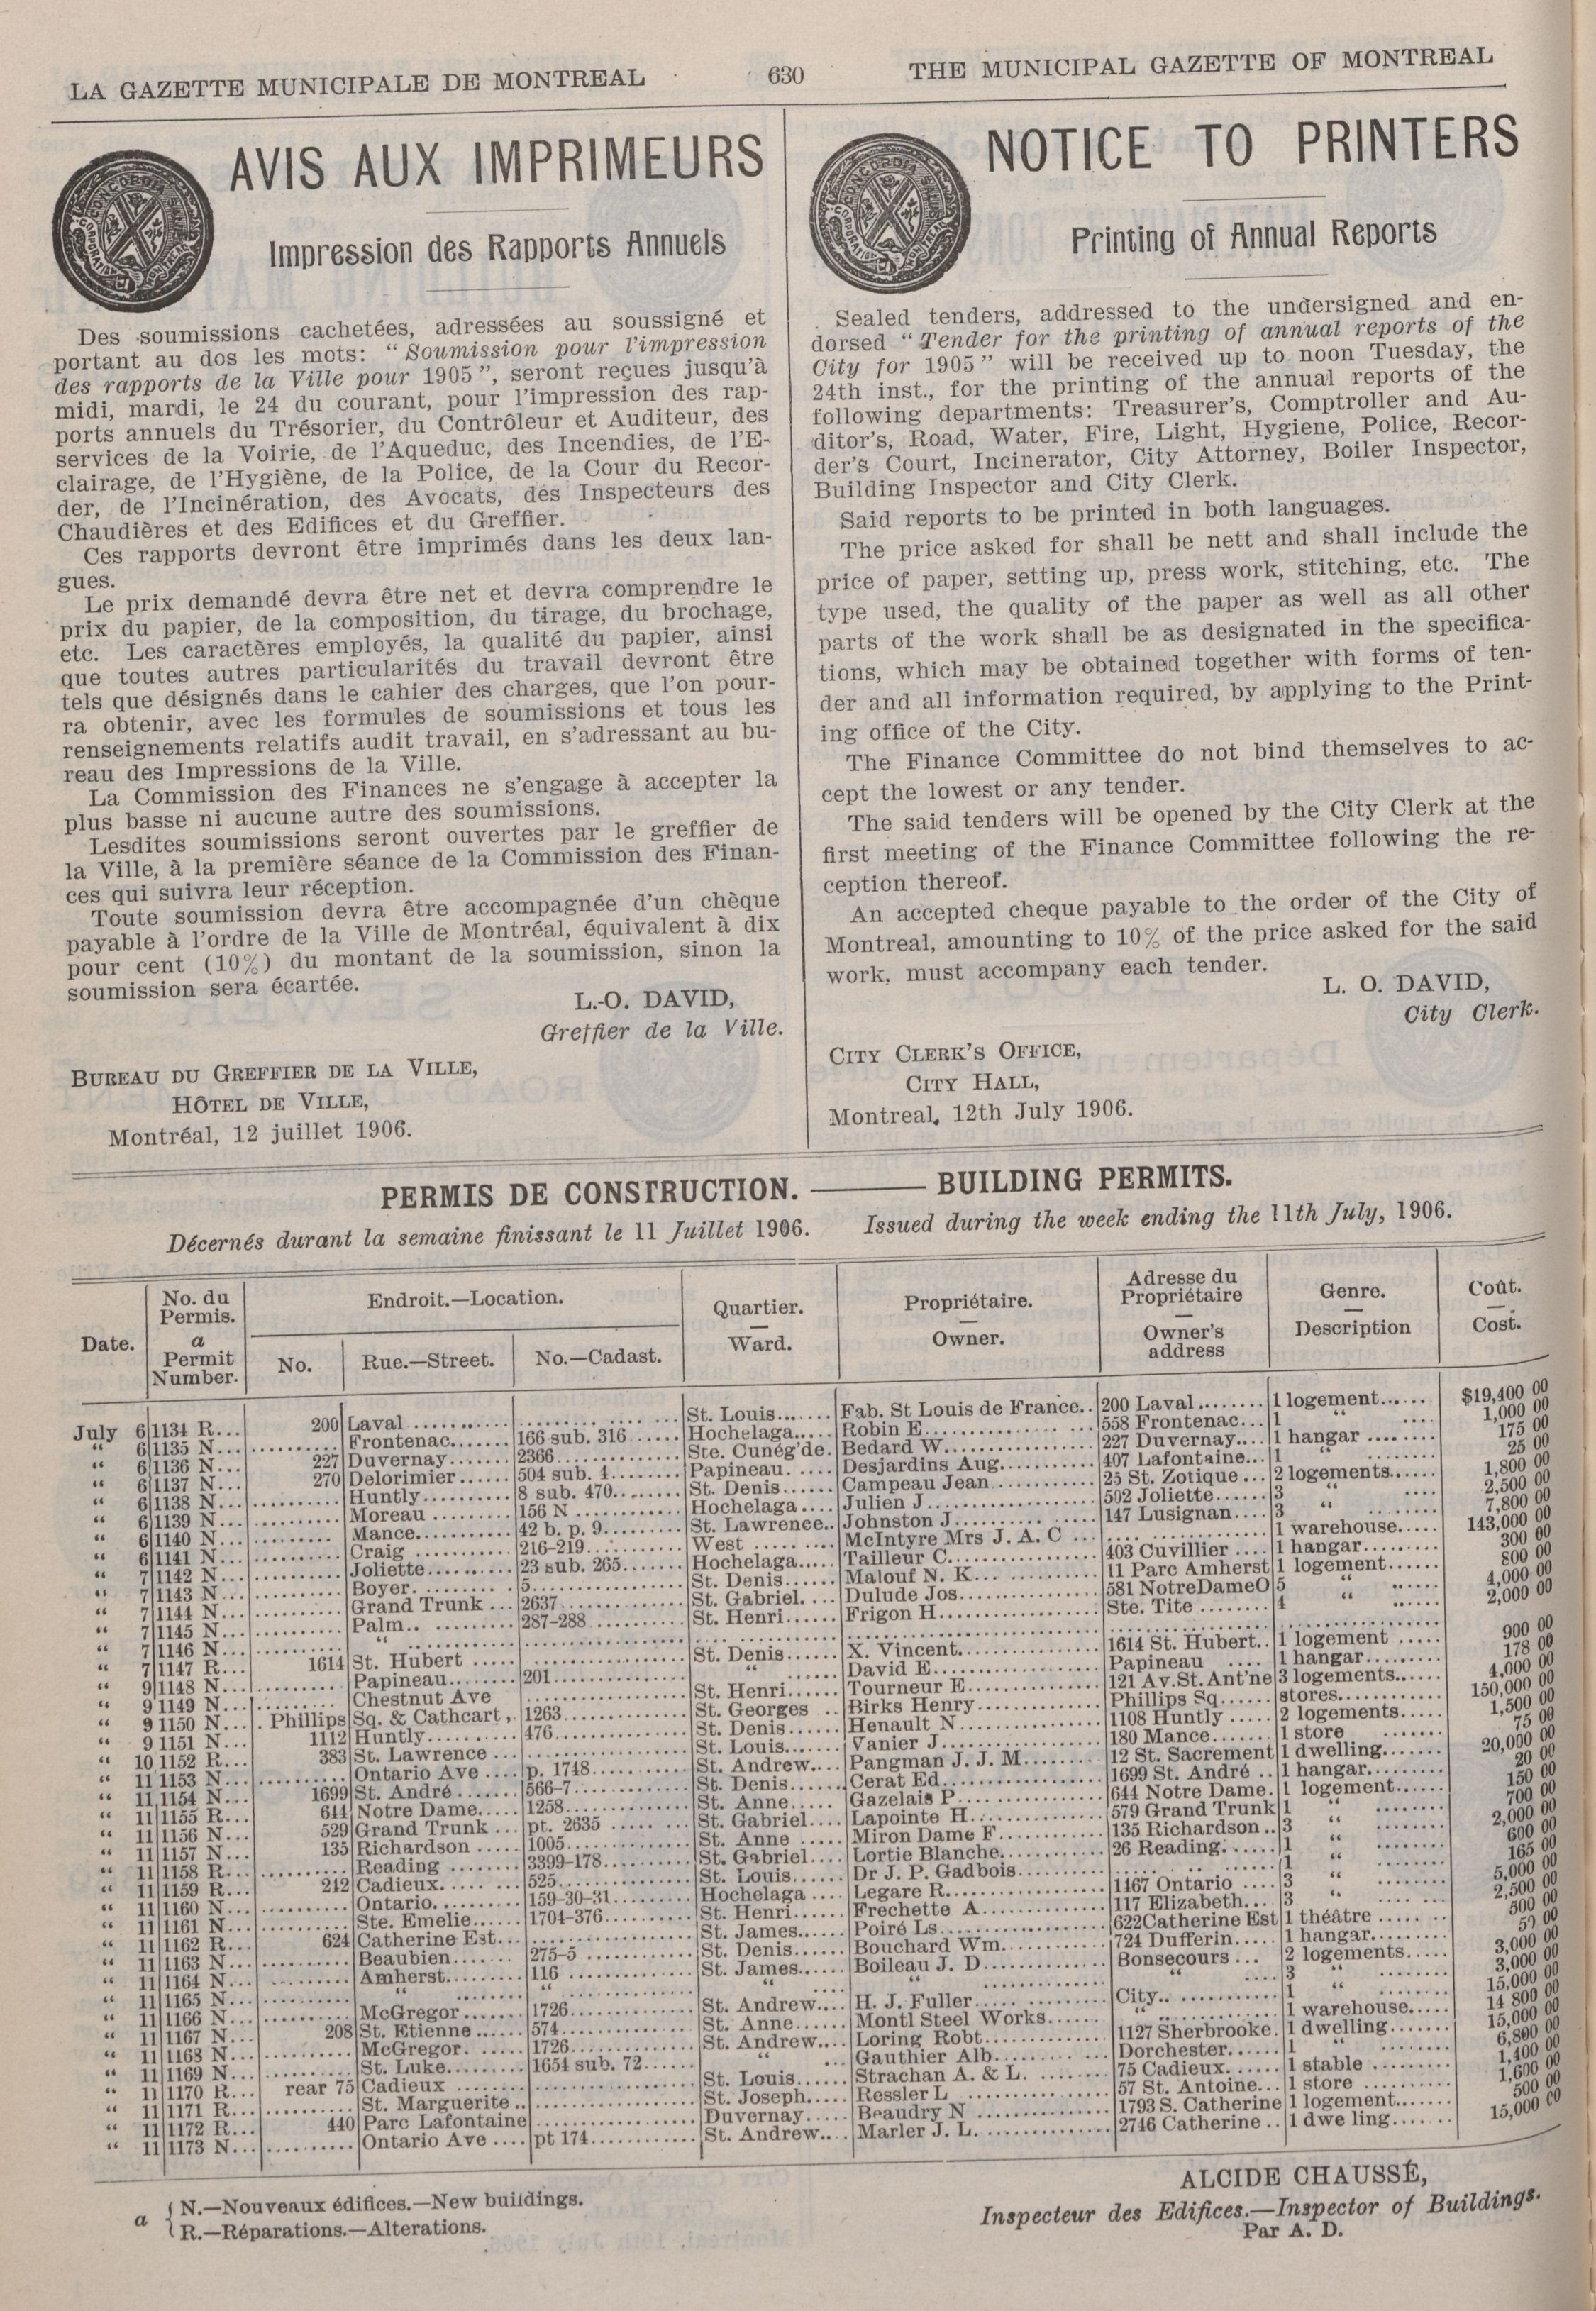 LA GAZETTE MUNICIPALE DE MONTREAL 630 THE MUNICIPAL GAZETTE OF MONTREAL
AVIS AUX IMPRIMEURS
Impression des Rapports Annuels
Des soumissions cachetées, adressées au soussigné et
portant au dos les mots: "Soumission pour l'impression
des rapports de la Ville pour 1905", seront reçues jusqu'à
midi, mardi, le 24 du courant, pour l'impression des rap-
ports annuels du Trésorier, du Contrôleur et Auditeur, des
services de la Voirie, de l'Aqueduc, des Incendies, de l'E-
clairage, de l'Hygiène, de la Police, de la Cour du Recor-
der, de l'Incinération, des Avocats, des Inspecteurs des
Chaudières et des Edifices et du Greffier.
Ces rapports devront être imprimés dans les deux lan-
gues.
Le prix demandé devra être net et devra comprendre le
prix du papier, de la composition, du tirage, du brochage,
etc. Les caractères employés, la qualité du papier, ainsi
que toutes autres particularités du travail devront être
tels que désignés dans le cahier des charges, que l'on pour-
ra obtenir, avec les formules de soumissions et tous les
renseignements relatifs audit travail, en s'adressant au bu-
reau des Impressions de la Ville.
La Commission des Finances ne s'engage à accepter la
plus basse ni aucune autre des soumissions.
Lesdites soumissions seront ouvertes par le greffier de
la Ville, à la première séance de la Commission des Finan-
ces qui suivra leur réception.
Toute soumission devra être accompagnée d'un chèque
payable à l'ordre de la Ville de Montréal, équivalent à dix
pour cent (10%) du montant de la soumission, sinon la
soumission sera écartée.
L.-O. DAVID,
Greffier de la Ville.
BUREAU DU GREFFIER DE LA VILLE,
HÔTEL DE VILLE,
Montréal, 12 juillet 1906.
NOTICE TO PRINTERS
Printing of Annual Reports
Sealed tenders, addressed to the undersigned and en-
dorsed "Tender for the printing of annual reports of the
City for 1905" will be received up to noon Tuesday, the
24th inst., for the printing of the annual reports of the
following departments: Treasurer's, Comptroller and Au-
ditor's, Road, Water, Fire, Light, Hygiene, Police, Recor-
der's Court, Incinerator, City Attorney, Boiler Inspector,
Building Inspector and City Clerk.
Said reports to be printed in both languages.
The price asked for shall be nett and shall include the
price of paper, setting up, press work, stitching, etc. The
type used, the quality of the paper as well as all other
parts of the work shall be as designated in the specifica-
tions, which may be obtained together with forms of ten-
der and all information required, by applying to the Print-
ing office of the City.
The Finance Committee do not bind themselves to ac-
cept the lowest or any tender.
The said tenders will be opened by the City Clerk at the
first meeting of the Finance Committee following the re-
ception thereof.
An accepted cheque payable to the order of the City of
Montreal, amounting to 10% of the price asked for the said
work, must accompany each tender.
L. O. DAVID,
City Clerk.
CITY CLERK'S OFFICE,
CITY HALL,
Montreal, 12th July 1906.
PERMIS DE CONSTRUCTION. — BUILDING PERMITS.
Décernés durant la semaine finissant le 11 Juillet 1906. Issued during the week ending the 11th July, 1906.
Date. No. du Permis. a Permit Number. Endroit.—Location. No. Rue.—Street. No.—Cadast. Quartier. — Ward. Propriétaire. — Owner. Adresse du Propriétaire — Owner's address Genre. — Description Coût. — Cost.
July 6 1134 R... 200 Laval St. Louis Fab. St Louis de France.. 200 Laval 1 logement $19,400 00
" 6 1135 N... Frontenac 166 sub. 316 Hochelaga Robin E 558 Frontenac 1 " 1,000 00
" 6 1136 N... 227 Duvernay 2366 Ste. Cunég'de. Bedard W 227 Duvernay 1 hangar 175 00
" 6 1137 N... 270 Delorimier 504 sub. 4 Papineau Desjardins Aug 407 Lafontaine 1 " 25 00
" 6 1138 N... Huntly 8 sub. 470 St. Denis Campeau Jean 25 St. Zotique 2 logements 1,800 00
" 6 1139 N... Moreau 156 N Hochelaga Julien J 502 Joliette 3 " 2,500 00
" 6 1140 N... Mance 42 b. p. 9 St. Lawrence Johnston J 147 Lusignan 3 " 7,800 00
" 6 1141 N... Craig 216-219 West McIntyre Mrs J. A. C 1 warehouse 143,000 00
" 7 1142 N... Joliette 23 sub. 265 Hochelaga Tailleur C 403 Cuvillier 1 hangar 300 00
" 7 1143 N... Boyer 5 St. Denis Malouf N. K 11 Parc Amherst 1 logement 800 00
" 7 1144 N... Grand Trunk 2637 St. Gabriel Dulude Jos 581 NotreDameO 5 " 4,000 00
" 7 1145 N... Palm 287-288 St. Henri Frigon H Ste. Tite 4 " 2,000 00
" 7 1146 N... "
" 7 1147 R... 1614 St. Hubert St. Denis X. Vincent 1614 St. Hubert 1 logement 900 00
" 9 1148 N... Papineau 201 " David E Papineau 1 hangar 178 00
" 9 1149 N... Chestnut Ave St. Henri Tourneur E 121 Av.St.Ant'ne 3 logements 4,000 00
" 9 1150 N... Phillips Sq. & Cathcart 1263 St. Georges Birks Henry Phillips Sq stores 150,000 00
" 9 1151 N... 1112 Huntly 476 St. Denis Henault N 1108 Huntly 2 logements 1,500 00
" 10 1152 R... 383 St. Lawrence St. Louis Vanier J 180 Mance 1 store 75 00
" 11 1153 N... Ontario Ave p. 1748 St. Andrew Pangman J. J. M 12 St. Sacrement 1 dwelling 20,000 00
" 11 1154 N... 1699 St. André 566-7 St. Denis Cerat Ed 1699 St. André 1 hangar 20 00
" 11 1155 R... 644 Notre Dame 1258 St. Anne Gazelais P 644 Notre Dame 1 logement 150 00
" 11 1156 N... 529 Grand Trunk pt. 2635 St. Gabriel Lapointe H 579 Grand Trunk 1 " 700 00
" 11 1157 N... 135 Richardson 1005 St. Anne Miron Dame F 135 Richardson 3 " 2,000 00
" 11 1158 R... Reading 3399-178 St. Gabriel Lortie Blanche 26 Reading 1 " 600 00
" 11 1159 R... 212 Cadieux 525 St. Louis Dr J. P. Gadbois 1 " 165 00
" 11 1160 N... Ontario 159-30-31 Hochelaga Legare R 1167 Ontario 3 " 5,000 00
" 11 1161 N... Ste. Emelie 1704-376 St. Henri Frechette A 117 Elizabeth 3 " 2,500 00
" 11 1162 R... 624 Catherine Est St. James Poiré Ls 622Catherine Est 1 théâtre 500 00
" 11 1163 N... Beaubien 275-5 St. Denis Bouchard Wm 724 Dufferin 1 hangar 50 00
" 11 1164 N... Amherst 116 St. James Boileau J. D Bonsecours 2 logements 3,000 00
" 11 1165 N... " " " " " 3 " 3,000 00
" 11 1166 N... McGregor 1726 St. Andrew H. J. Fuller City 1 " 15,000 00
" 11 1167 N... 208 St. Etienne 574 St. Anne Montl Steel Works " 1 warehouse 14 800 00
" 11 1168 N... McGregor 1726 St. Andrew Loring Robt 1127 Sherbrooke 1 dwelling 15,000 00
" 11 1169 N... St. Luke 1654 sub. 72 " Gauthier Alb Dorchester 1 " 6,800 00
" 11 1170 R... rear 75 Cadieux St. Louis Strachan A. & L. 75 Cadieux 1 stable 1,400 00
" 11 1171 R... St. Marguerite St. Joseph Ressler L 57 St. Antoine 1 store 1,600 00
" 11 1172 R... 440 Parc Lafontaine Duvernay Beaudry N 1793 S. Catherine 1 logement 500 00
" 11 1173 N... Ontario Ave pt 174 St. Andrew Marler J. L. 2746 Catherine 1 dwe ling 15,000 00
a { N.—Nouveaux édifices.—New buildings.
R.—Réparations.—Alterations.
ALCIDE CHAUSSÉ,
Inspecteur des Edifices.—Inspector of Buildings.
Par A. D.